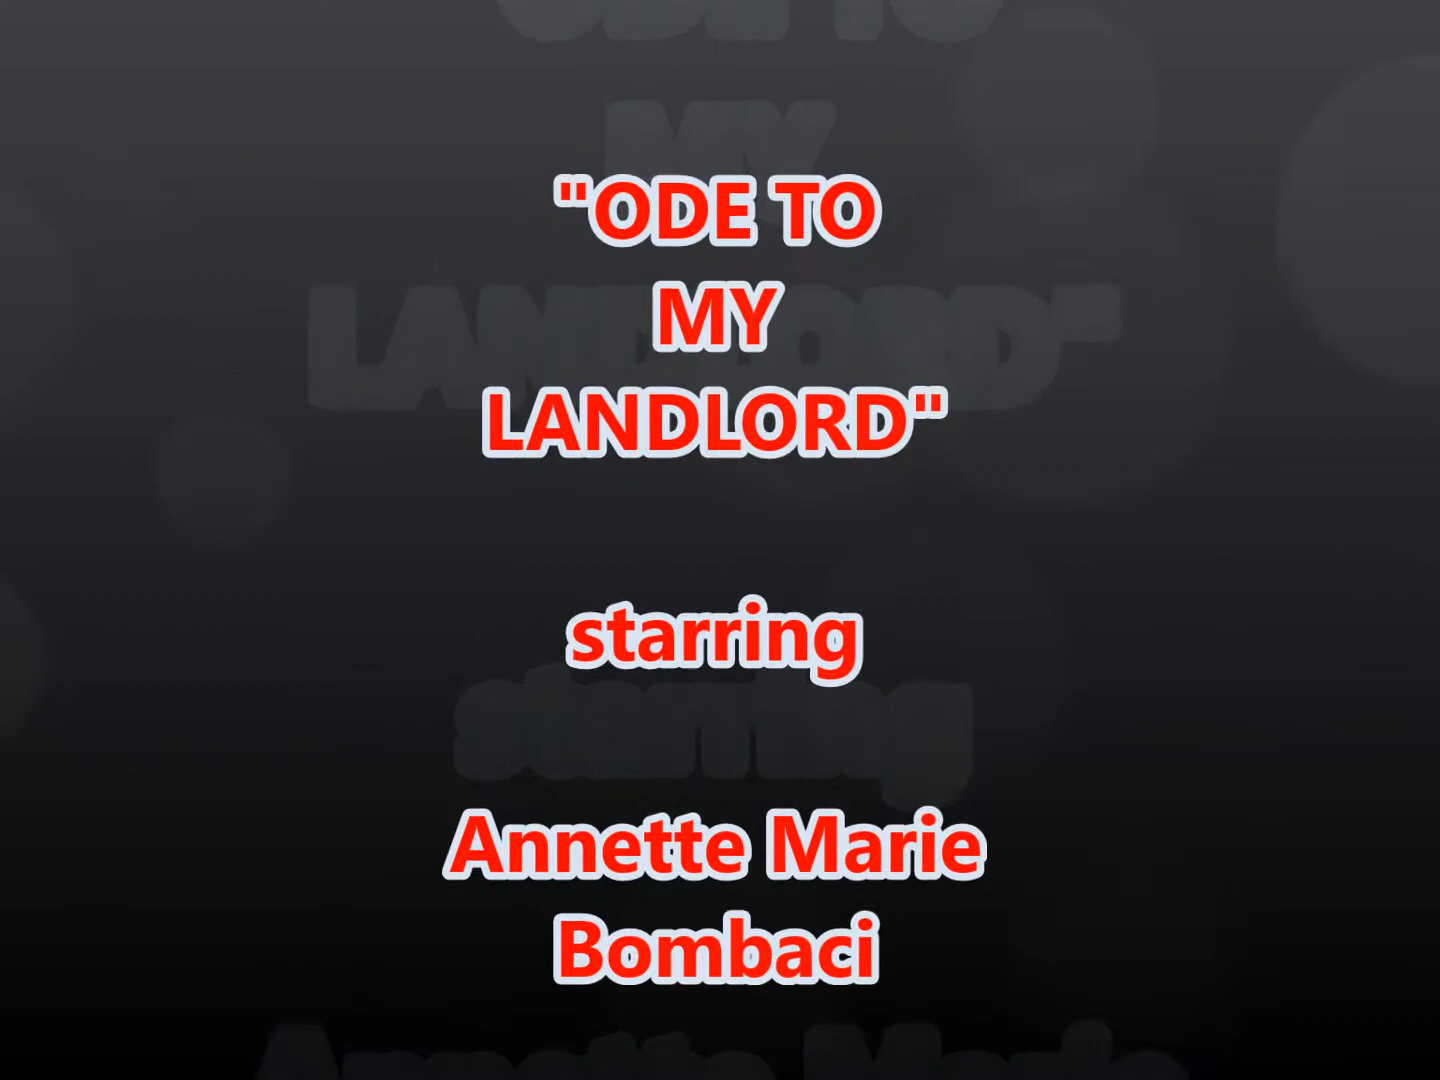 "ODE TO
MY
LANDLORD"
starring
Annette Marie
Bombaci